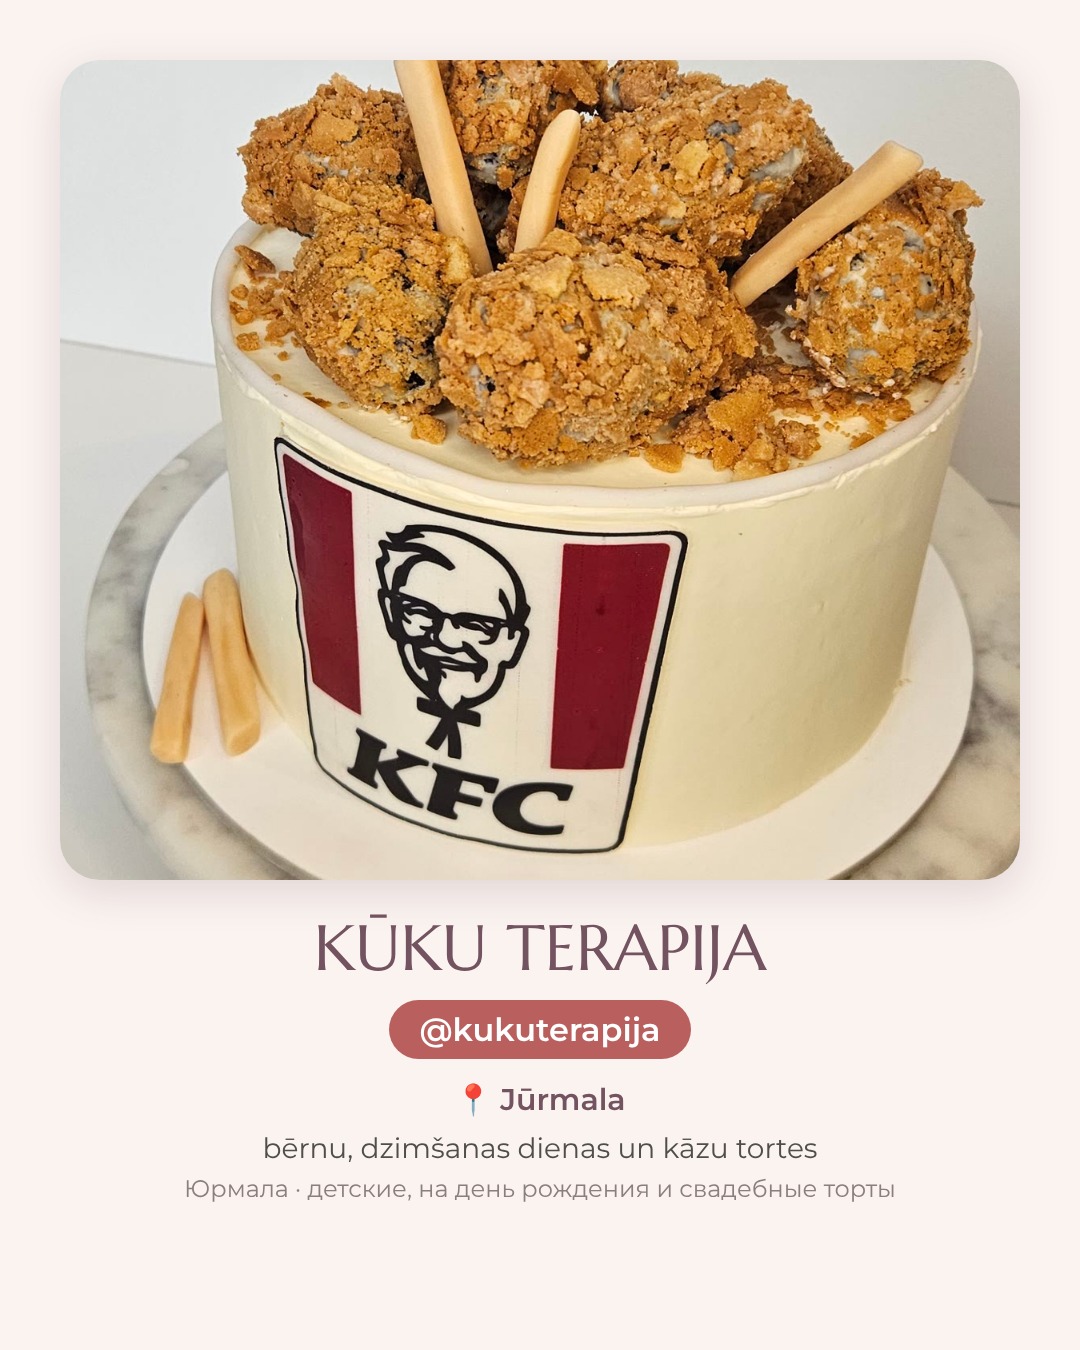 KFC
KŪKU TERAPIJA
@kukuterapija
📍 Jūrmala
bērnu, dzimšanas dienas un kāzu tortes
Юрмала · детские, на день рождения и свадебные торты